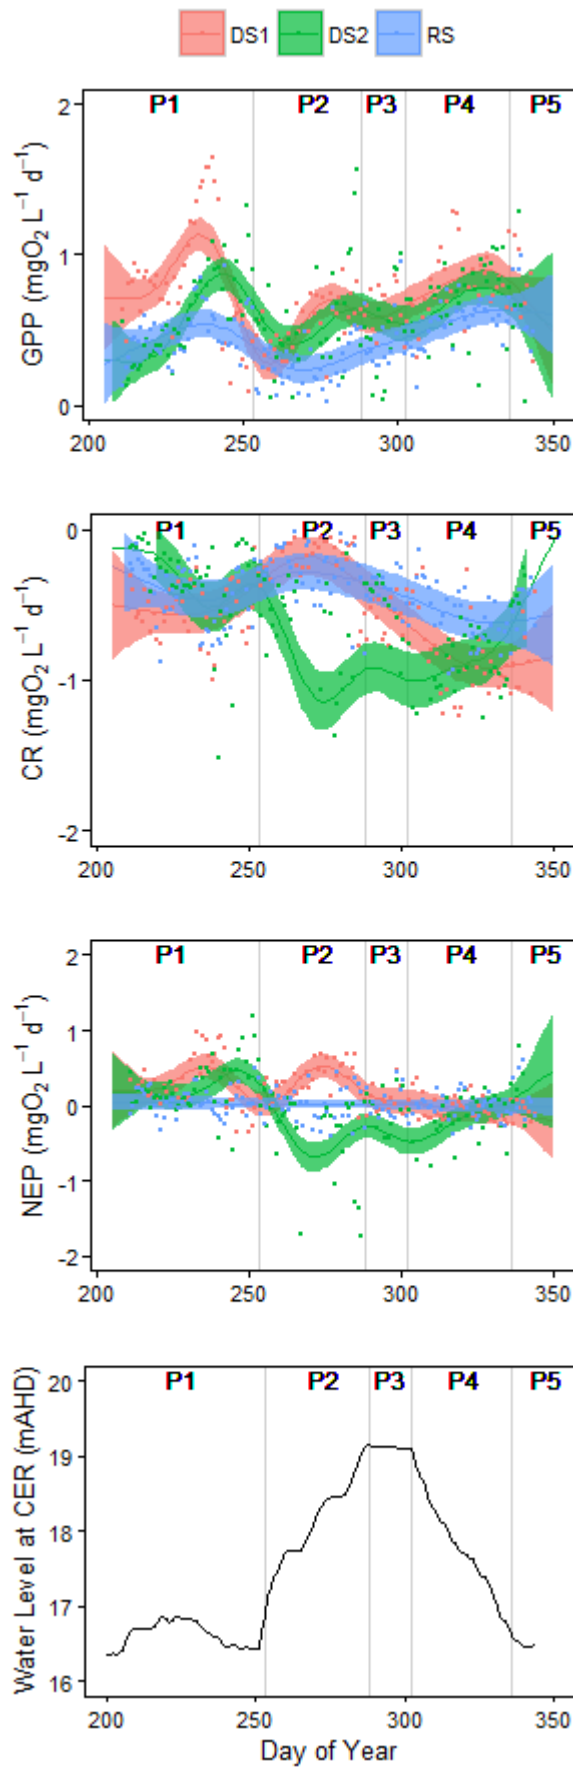 DS1 DS2 RS
P1 P2 P3 P4 P5
2
1
0
GPP (mgO₂ L⁻¹ d⁻¹)
200 250 300 350
P1 P2 P3 P4 P5
0
-1
-2
CR (mgO₂ L⁻¹ d⁻¹)
200 250 300 350
P1 P2 P3 P4 P5
2
1
0
-1
-2
NEP (mgO₂ L⁻¹ d⁻¹)
200 250 300 350
P1 P2 P3 P4 P5
20
19
18
17
16
Water Level at CER (mAHD)
200 250 300 350
Day of Year